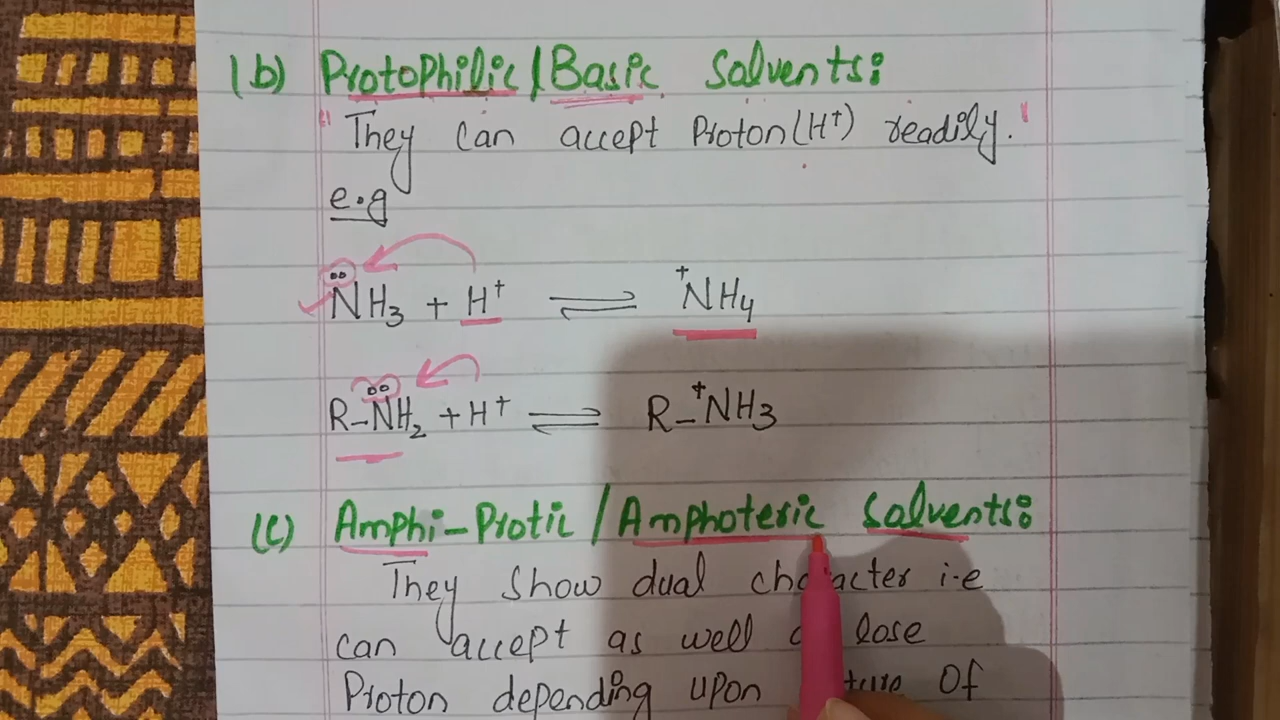 (b) Protophilic/Basic Solvents:
"They can accept Proton(H⁺) readily."
e.g
NH₃ + H⁺ ⇌ ⁺NH₄
R-NH₂ + H⁺ ⇌ R-⁺NH₃
(c) Amphi-Protic/Amphoteric Solvents:
They show dual character i-e
can accept as well lose
Proton depending upon of